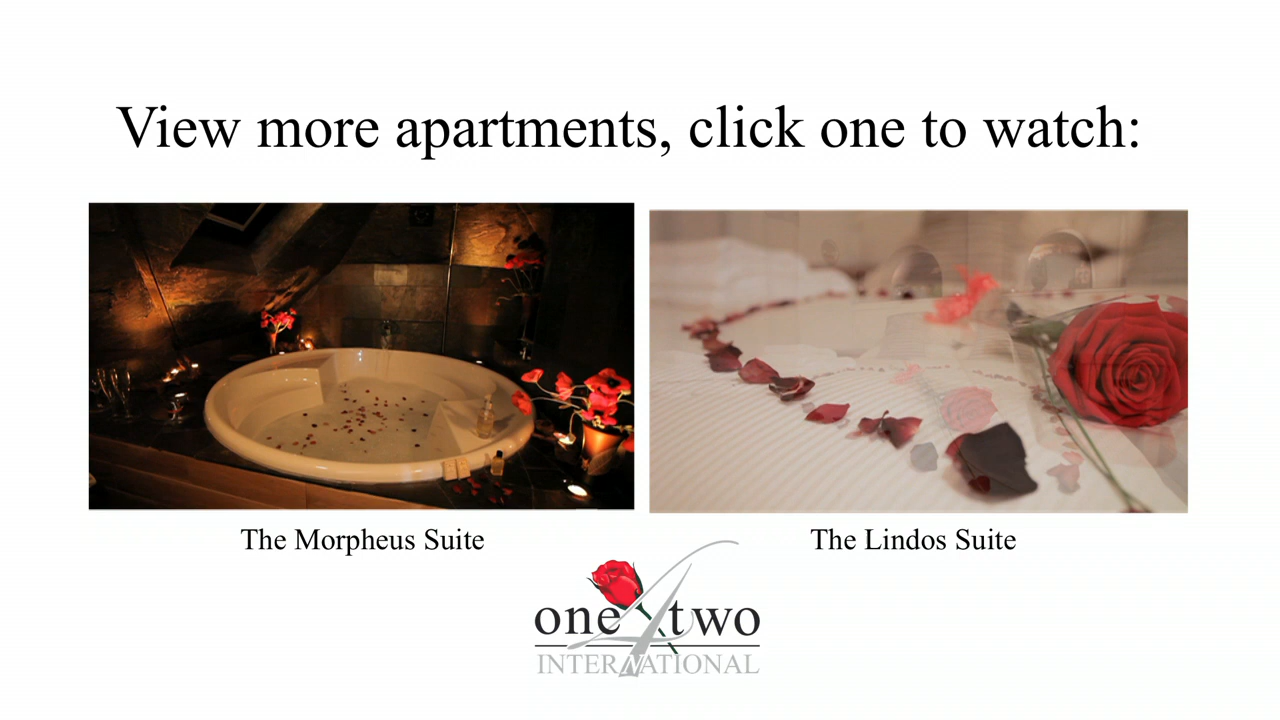 View more apartments, click one to watch:
The Morpheus Suite
The Lindos Suite
one 4 two
INTERNATIONAL